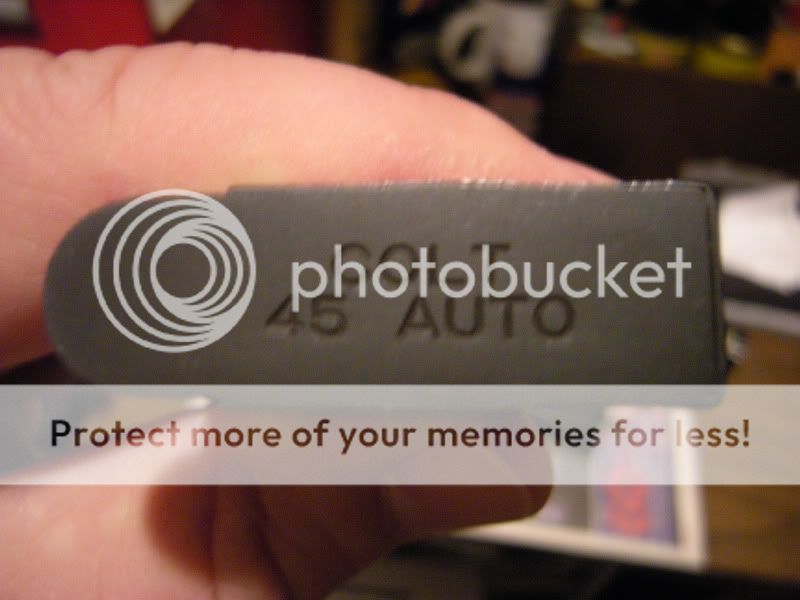 COLT
photobucket
45 AUTO
Protect more of your memories for less!